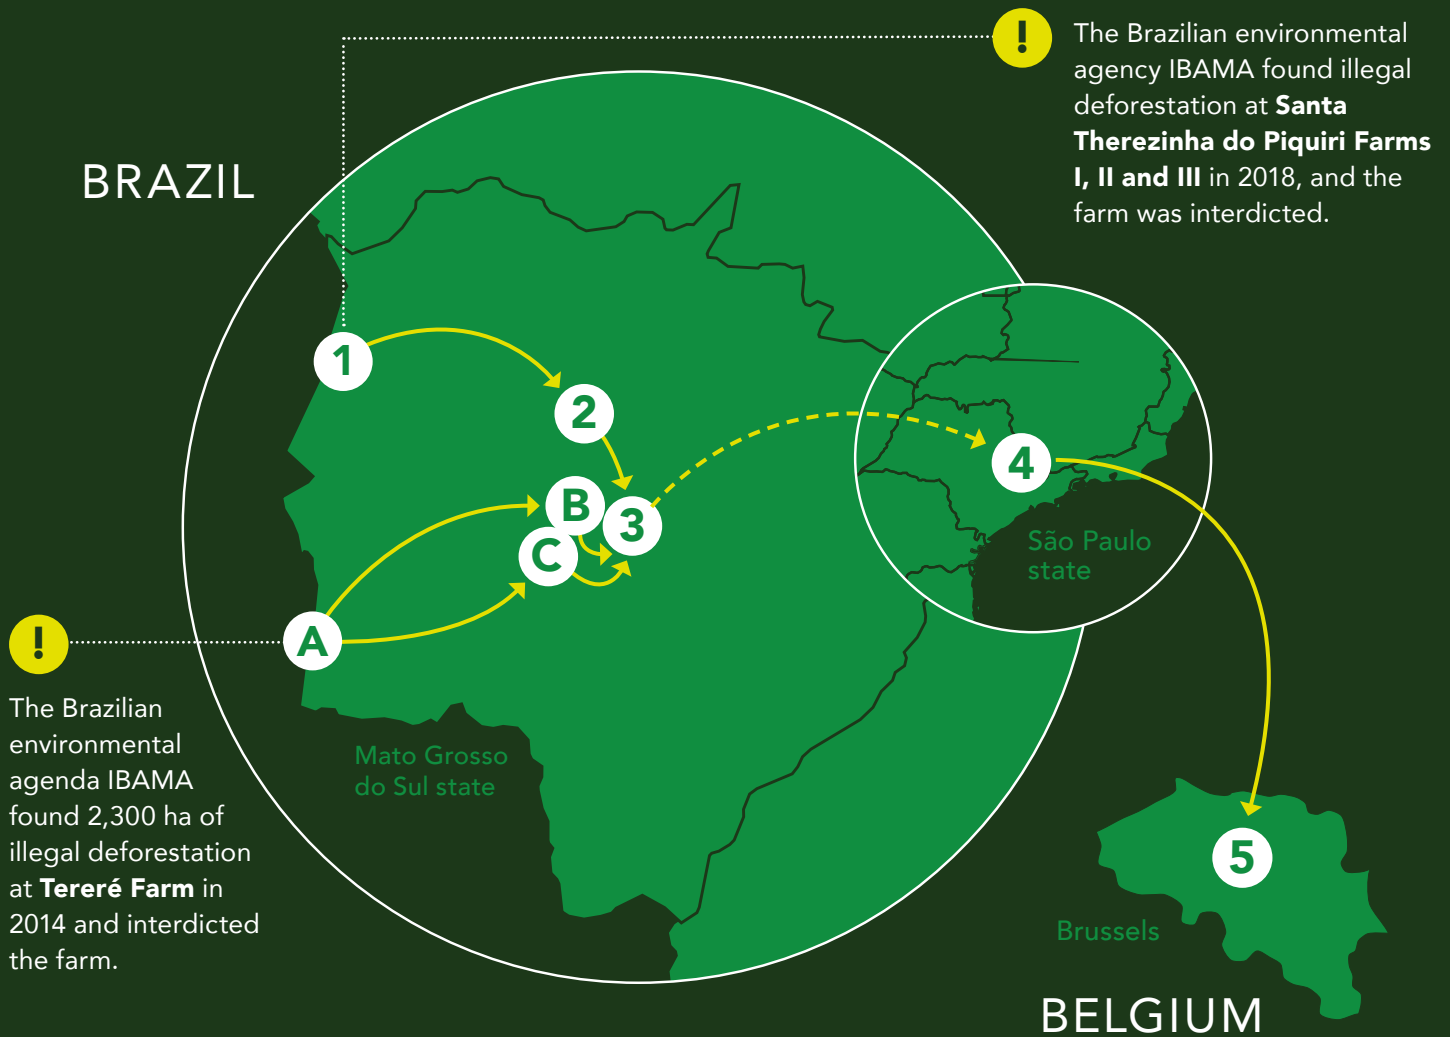 The Brazilian environmental
agency IBAMA found illegal
deforestation at Santa
Therezinha do Piquiri Farms
I, II and III in 2018, and the
farm was interdicted.
!
BRAZIL
1
2
3
4
B
C
A
São Paulo
state
!
The Brazilian
environmental
agenda IBAMA
found 2,300 ha of
illegal deforestation
at Tereré Farm in
2014 and interdicted
the farm.
Mato Grosso
do Sul state
5
Brussels
BELGIUM